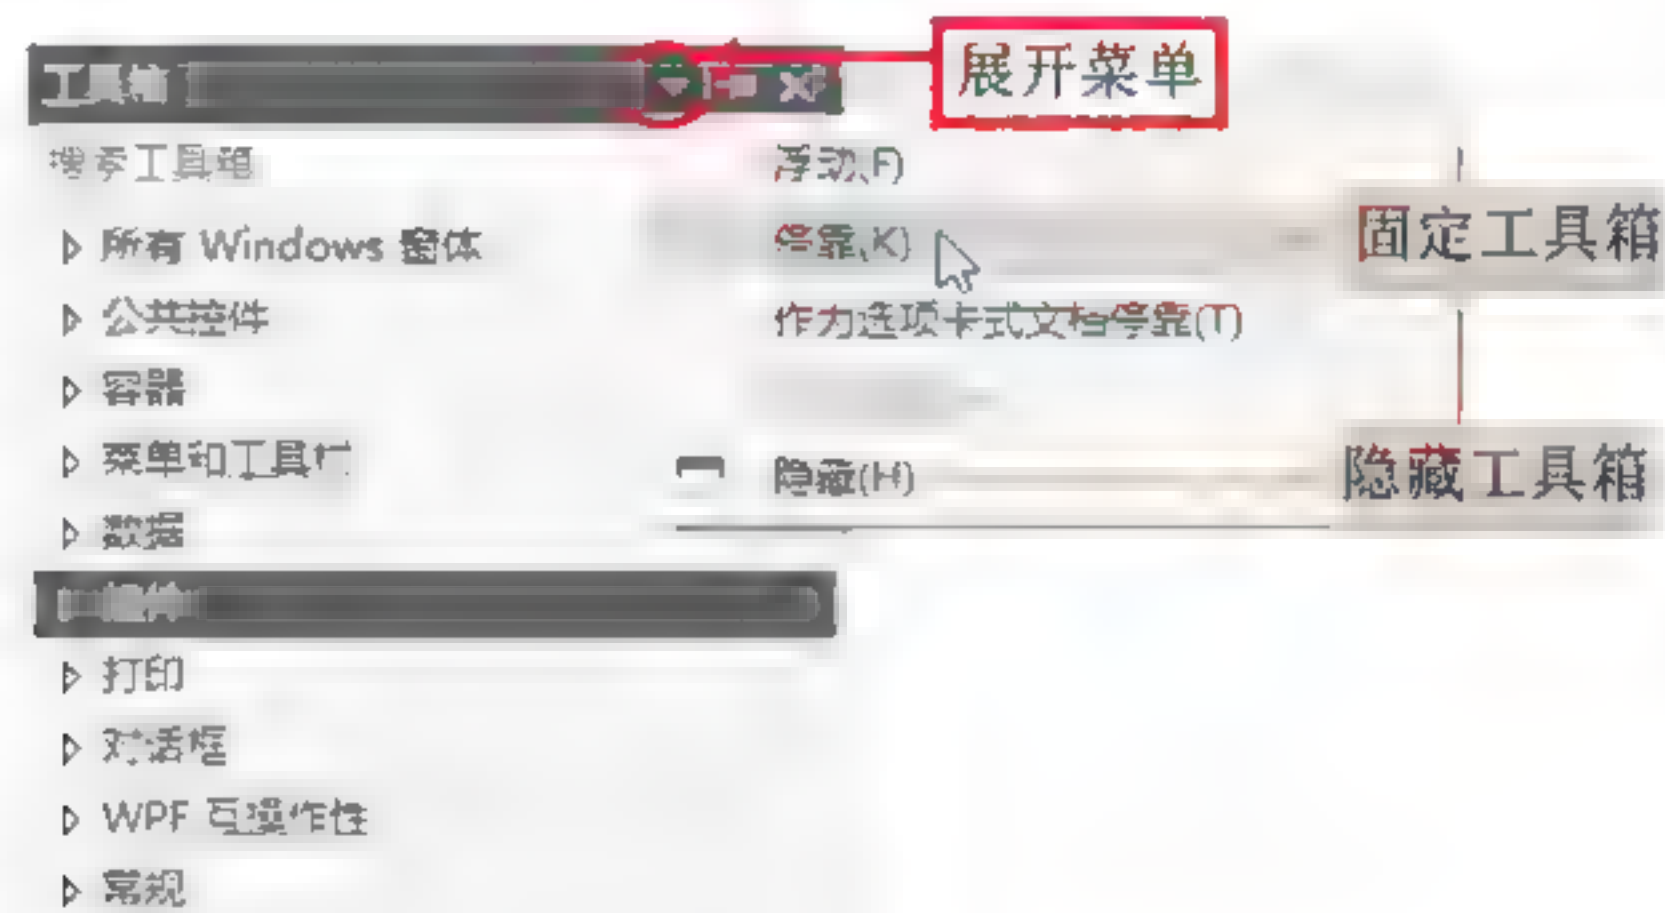 工具箱
展开菜单
搜索工具箱
浮动(F)
所有 Windows 窗体
停靠(K)
固定工具箱
公共控件
作为选项卡式文档停靠(T)
容器
菜单和工具栏
隐藏(H)
隐藏工具箱
数据
组件
打印
对话框
WPF 互操作性
常规